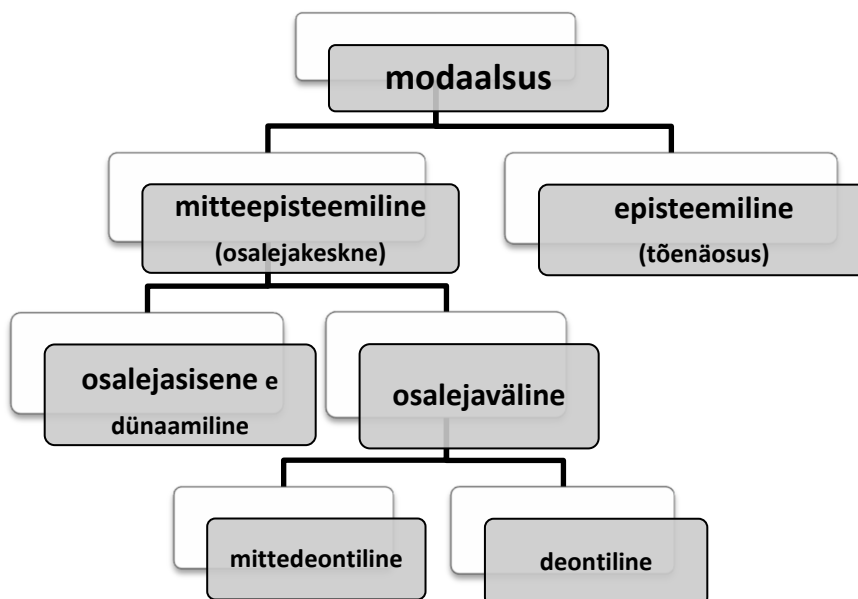 modaalsus
mitteepisteemiline
(osalejakeskne)
episteemiline
(tõenäosus)
osalejasisene e
dünaamiline
osalejaväline
mittedeontiline
deontiline